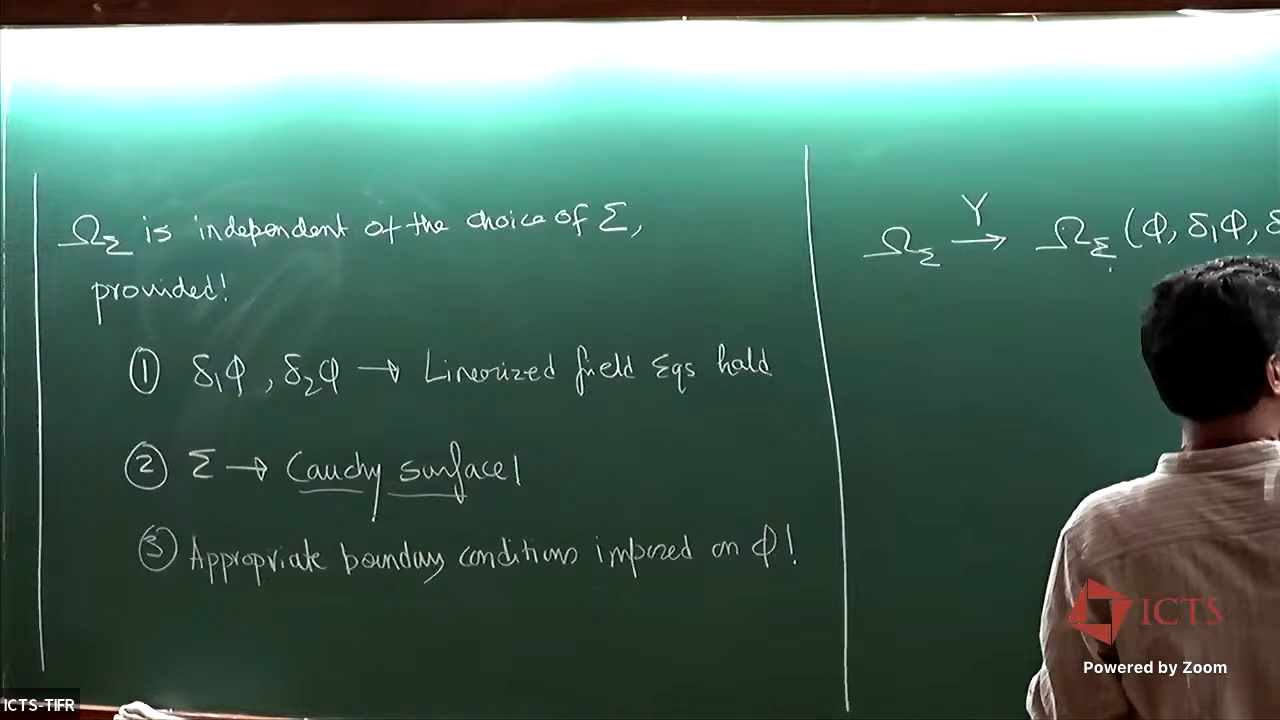 Ω_Σ is independent of the choice of Σ,
provided!
① δ₁φ, δ₂φ → Linearized field Eqs hold
② Σ → Cauchy surface!
③ Appropriate boundary conditions imposed on φ!
Ω_Σ →^Y Ω_Σ (φ, δ₁φ, δ
ICTS
Powered by Zoom
ICTS-TIFR